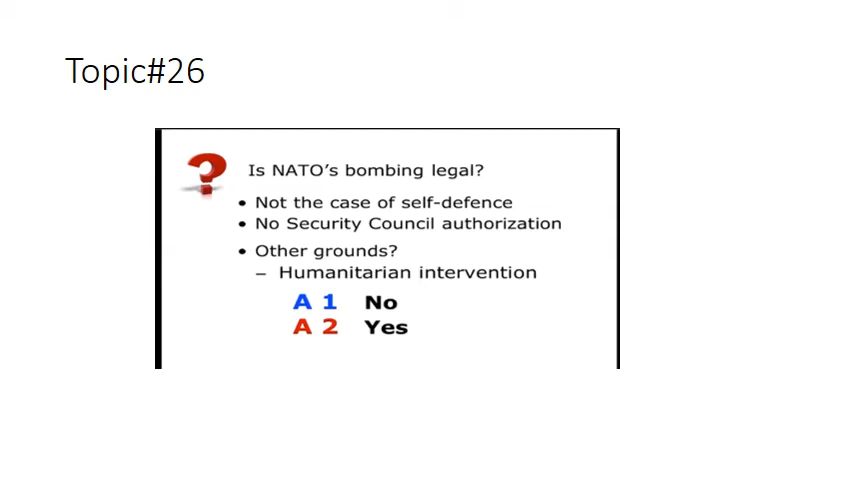 Topic#26
Is NATO's bombing legal?
• Not the case of self-defence
• No Security Council authorization
• Other grounds?
– Humanitarian intervention
A 1 No
A 2 Yes